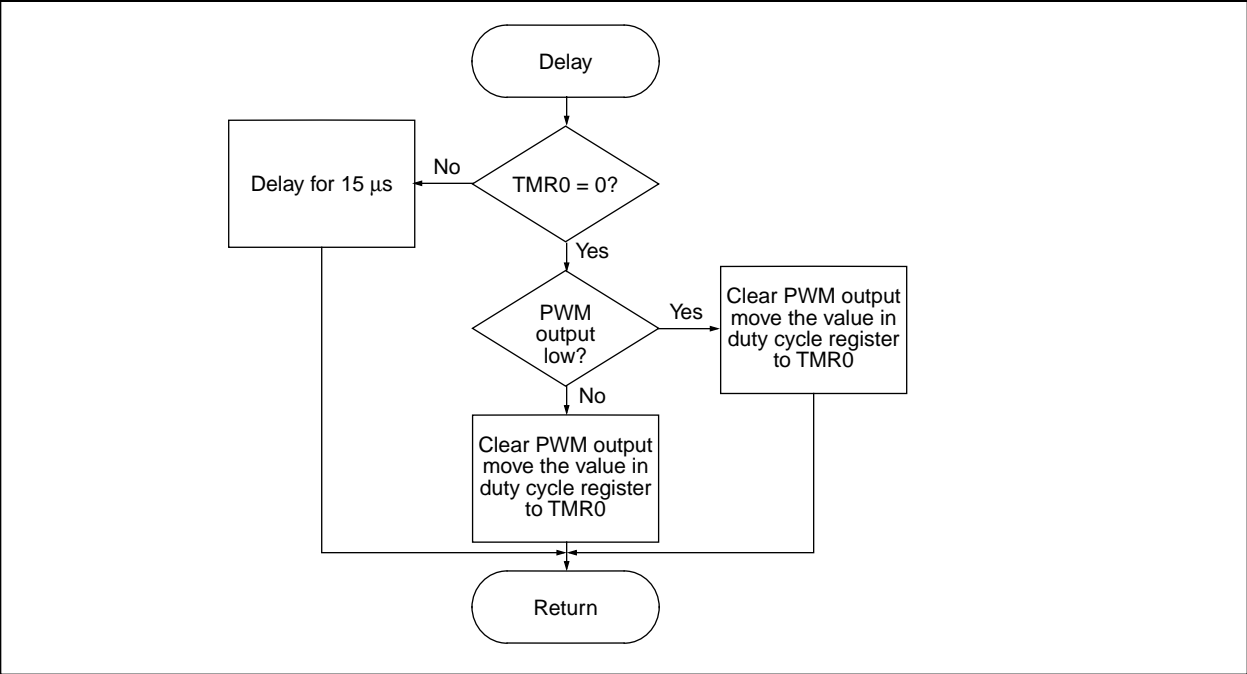 Delay
No
Delay for 15 μs
TMR0 = 0?
Yes
PWM
output
low?
Yes
Clear PWM output
move the value in
duty cycle register
to TMR0
No
Clear PWM output
move the value in
duty cycle register
to TMR0
Return